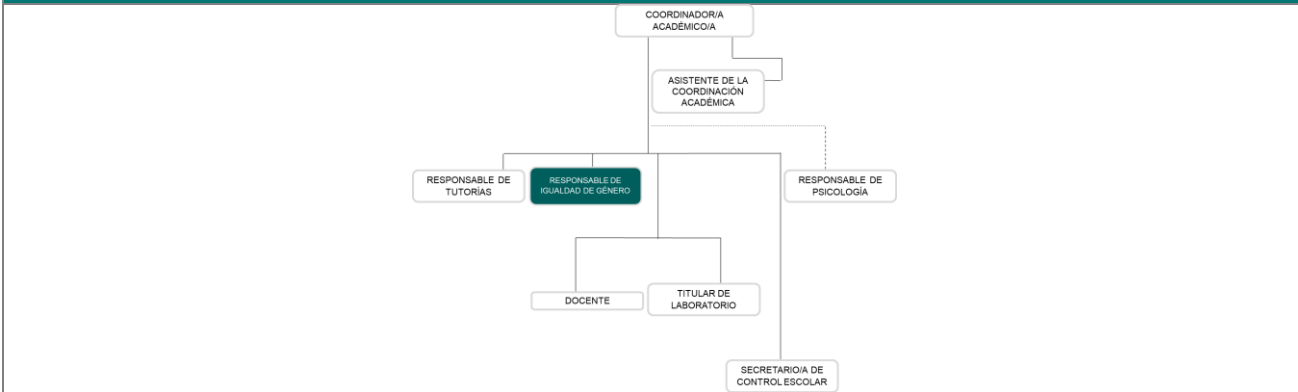 COORDINADOR/A
ACADÉMICO/A
ASISTENTE DE LA
COORDINACIÓN
ACADÉMICA
RESPONSABLE DE
TUTORÍAS
RESPONSABLE DE
IGUALDAD DE GÉNERO
RESPONSABLE DE
PSICOLOGÍA
DOCENTE
TITULAR DE
LABORATORIO
SECRETARIO/A DE
CONTROL ESCOLAR